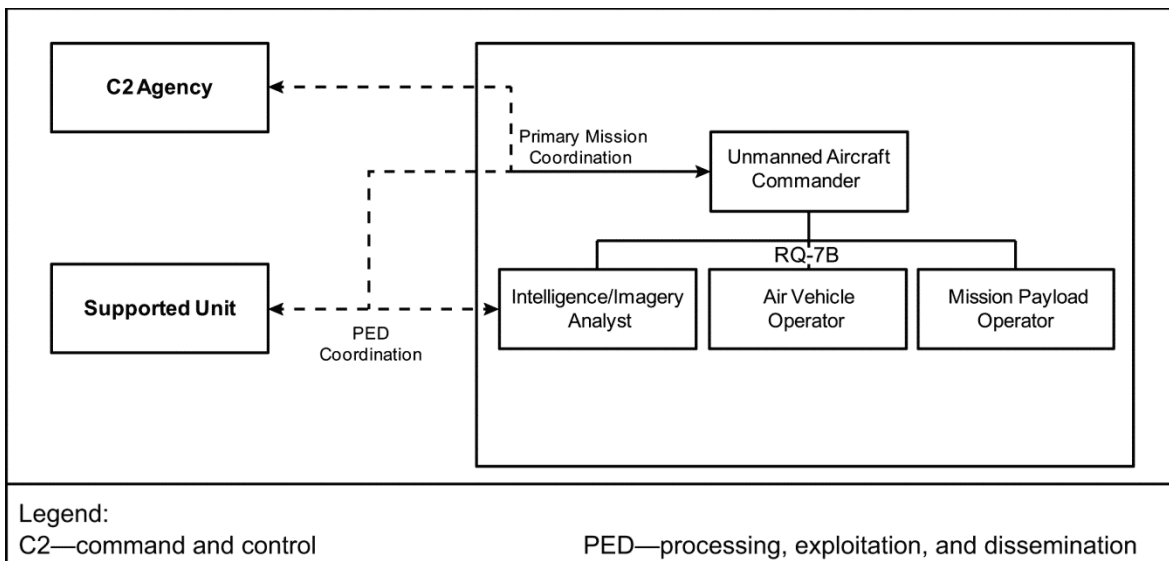 C2 Agency
Primary Mission
Coordination
Unmanned Aircraft
Commander
RQ-7B
Supported Unit
PED
Coordination
Intelligence/Imagery
Analyst
Air Vehicle
Operator
Mission Payload
Operator
Legend:
C2—command and control
PED—processing, exploitation, and dissemination